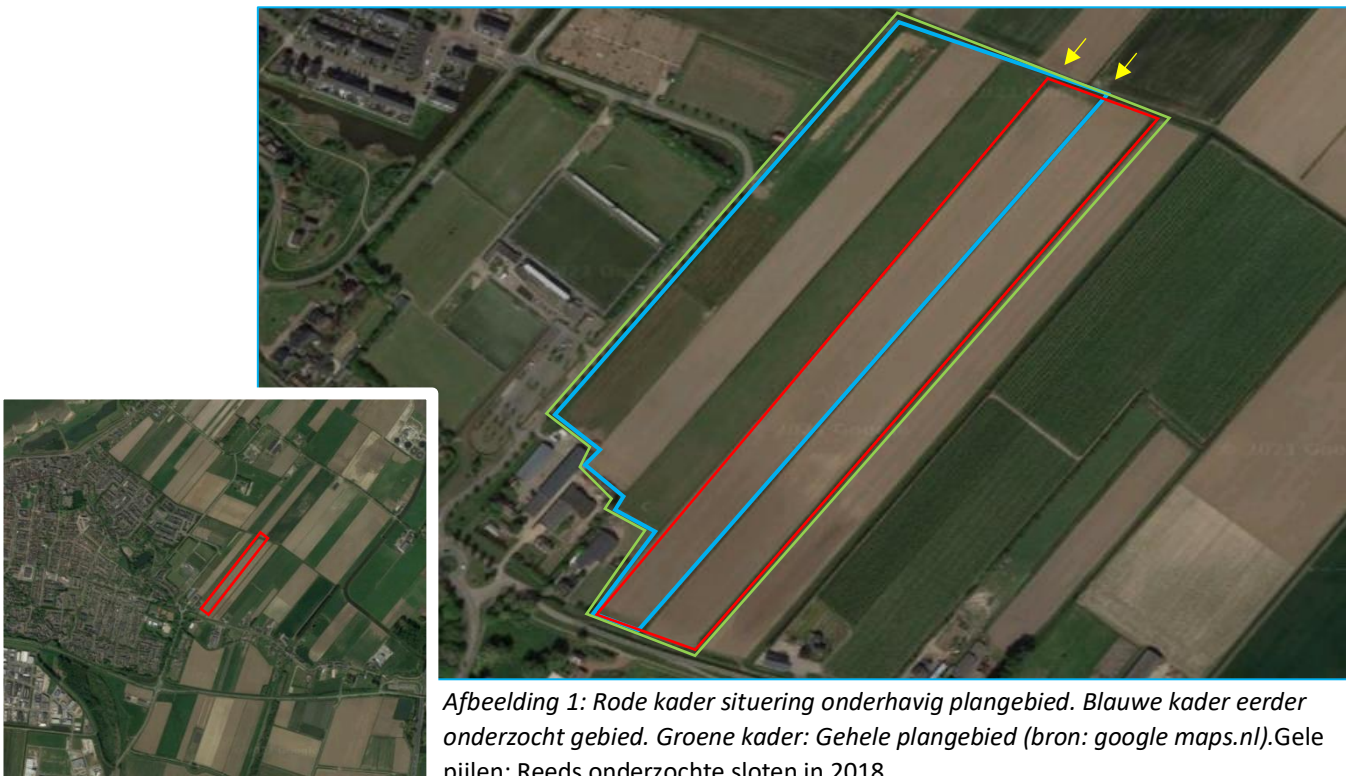 Afbeelding 1: Rode kader situering onderhavig plangebied. Blauwe kader eerder
onderzocht gebied. Groene kader: Gehele plangebied (bron: google maps.nl).Gele
pijlen: Reeds onderzochte sloten in 2018